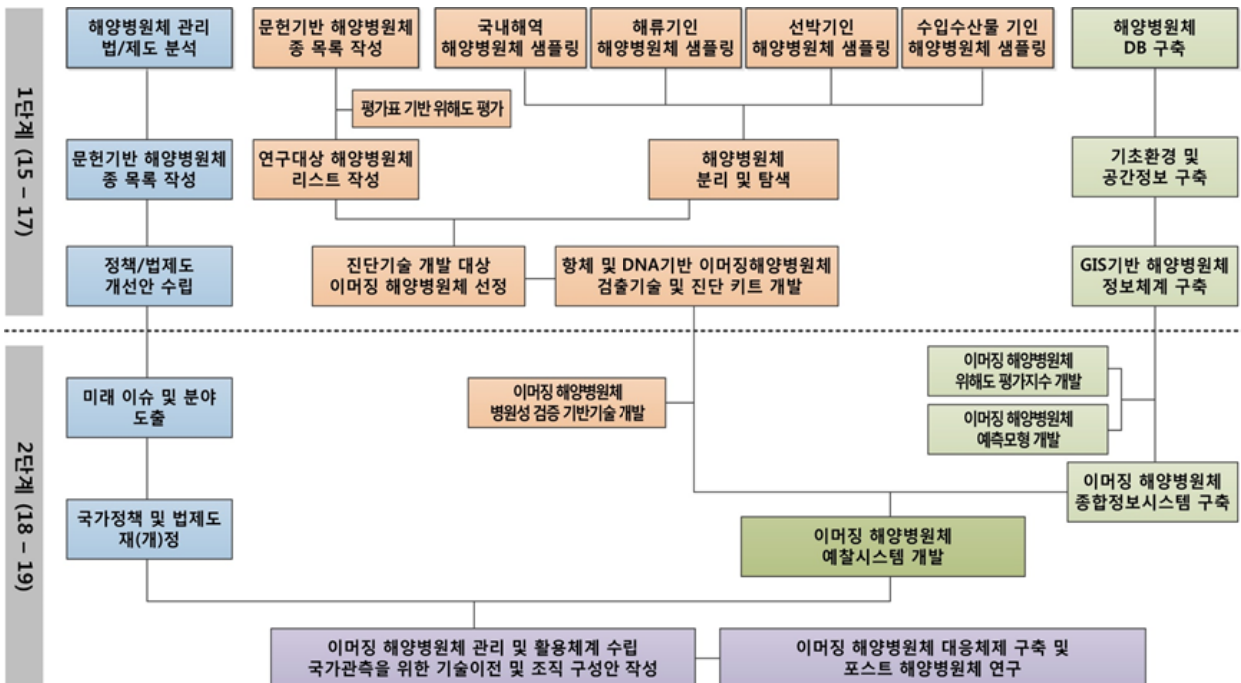 해양병원체 관리
법/제도 분석
문헌기반 해양병원체
종 목록 작성
국내해역
해양병원체 샘플링
해류기인
해양병원체 샘플링
선박기인
해양병원체 샘플링
수입수산물 기인
해양병원체 샘플링
해양병원체
DB 구축
1단계 (15 – 17)
평가표 기반 위해도 평가
문헌기반 해양병원체
종 목록 작성
연구대상 해양병원체
리스트 작성
해양병원체
분리 및 탐색
기초환경 및
공간정보 구축
정책/법제도
개선안 수립
진단기술 개발 대상
이머징 해양병원체 선정
항체 및 DNA기반 이머징해양병원체
검출기술 및 진단 키트 개발
GIS기반 해양병원체
정보체계 구축
2단계 (18 – 19)
미래 이슈 및 분야
도출
이머징 해양병원체
병원성 검증 기반기술 개발
이머징 해양병원체
위해도 평가지수 개발
이머징 해양병원체
예측모형 개발
이머징 해양병원체
종합정보시스템 구축
국가정책 및 법제도
재(개)정
이머징 해양병원체
예찰시스템 개발
이머징 해양병원체 관리 및 활용체계 수립
국가관측을 위한 기술이전 및 조직 구성안 작성
이머징 해양병원체 대응체제 구축 및
포스트 해양병원체 연구